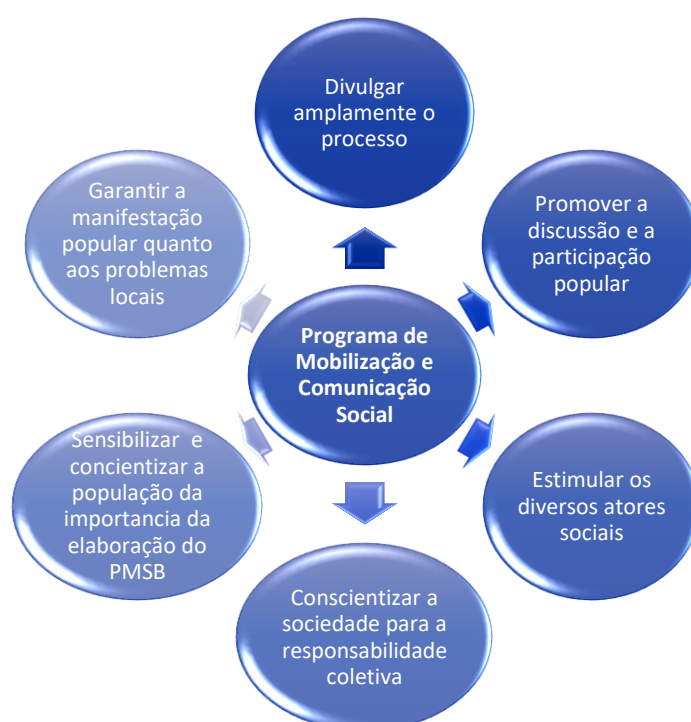 Divulgar
amplamente o
processo
Promover a
discussão e a
participação
popular
Estimular os
diversos atores
sociais
Conscientizar a
sociedade para a
responsabilidade
coletiva
Sensibilizar e
concientizar a
população da
importancia da
elaboração do
PMSB
Garantir a
manifestação
popular quanto
aos problemas
locais
Programa de
Mobilização e
Comunicação
Social